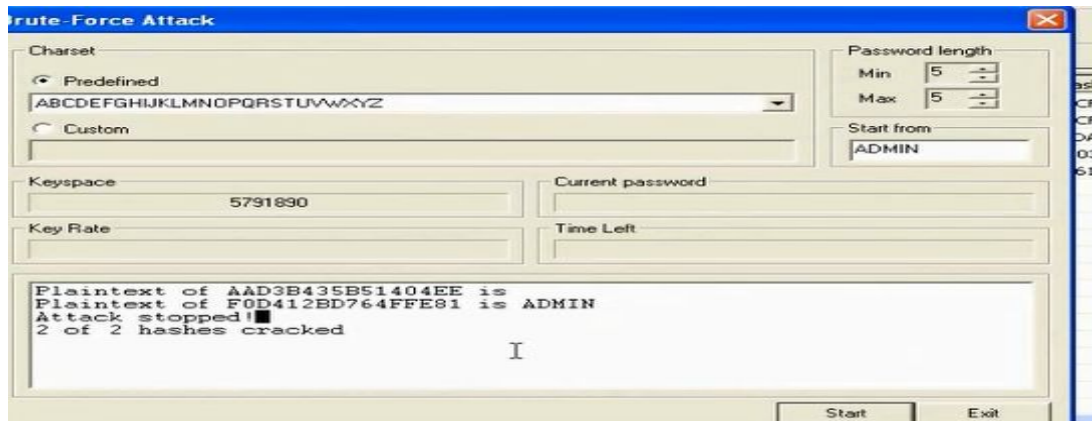 Brute-Force Attack
Charset
Predefined
ABCDEFGHIJKLMNOPQRSTUVWXYZ
Custom
Password length
Min 5
Max 5
Start from
ADMIN
Keyspace
5791890
Current password
Key Rate
Time Left
Plaintext of AAD3B435B51404EE is
Plaintext of F0D412BD764FFE81 is ADMIN
Attack stopped!
2 of 2 hashes cracked
Start
Exit